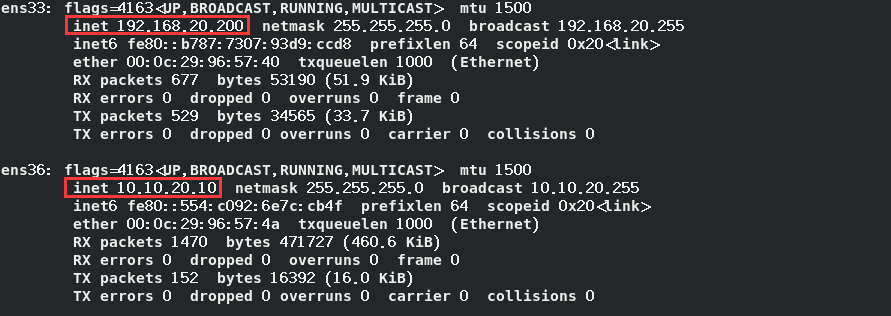 ens33: flags=4163<UP,BROADCAST,RUNNING,MULTICAST> mtu 1500
inet 192.168.20.200 netmask 255.255.255.0 broadcast 192.168.20.255
inet6 fe80::b787:7307:93d9:ccd8 prefixlen 64 scopeid 0x20<link>
ether 00:0c:29:96:57:40 txqueuelen 1000 (Ethernet)
RX packets 677 bytes 53190 (51.9 KiB)
RX errors 0 dropped 0 overruns 0 frame 0
TX packets 529 bytes 34565 (33.7 KiB)
TX errors 0 dropped 0 overruns 0 carrier 0 collisions 0
ens36: flags=4163<UP,BROADCAST,RUNNING,MULTICAST> mtu 1500
inet 10.10.20.10 netmask 255.255.255.0 broadcast 10.10.20.255
inet6 fe80::554:c092:6e7c:cb4f prefixlen 64 scopeid 0x20<link>
ether 00:0c:29:96:57:4a txqueuelen 1000 (Ethernet)
RX packets 1470 bytes 471727 (460.6 KiB)
RX errors 0 dropped 0 overruns 0 frame 0
TX packets 152 bytes 16392 (16.0 KiB)
TX errors 0 dropped 0 overruns 0 carrier 0 collisions 0